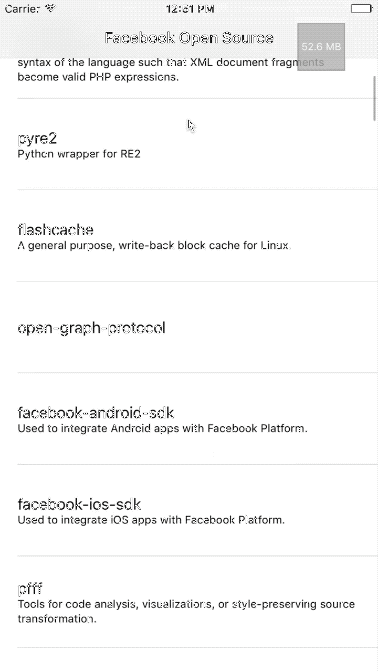 Carrier 12:31 PM
Facebook Open Source
52.6 MB
syntax of the language such that XML document fragments
become valid PHP expressions.
pyre2
Python wrapper for RE2
flashcache
A general purpose, write-back block cache for Linux.
open-graph-protocol
facebook-android-sdk
Used to integrate Android apps with Facebook Platform.
facebook-ios-sdk
Used to integrate iOS apps with Facebook Platform.
pfff
Tools for code analysis, visualizations, or style-preserving source
transformation.